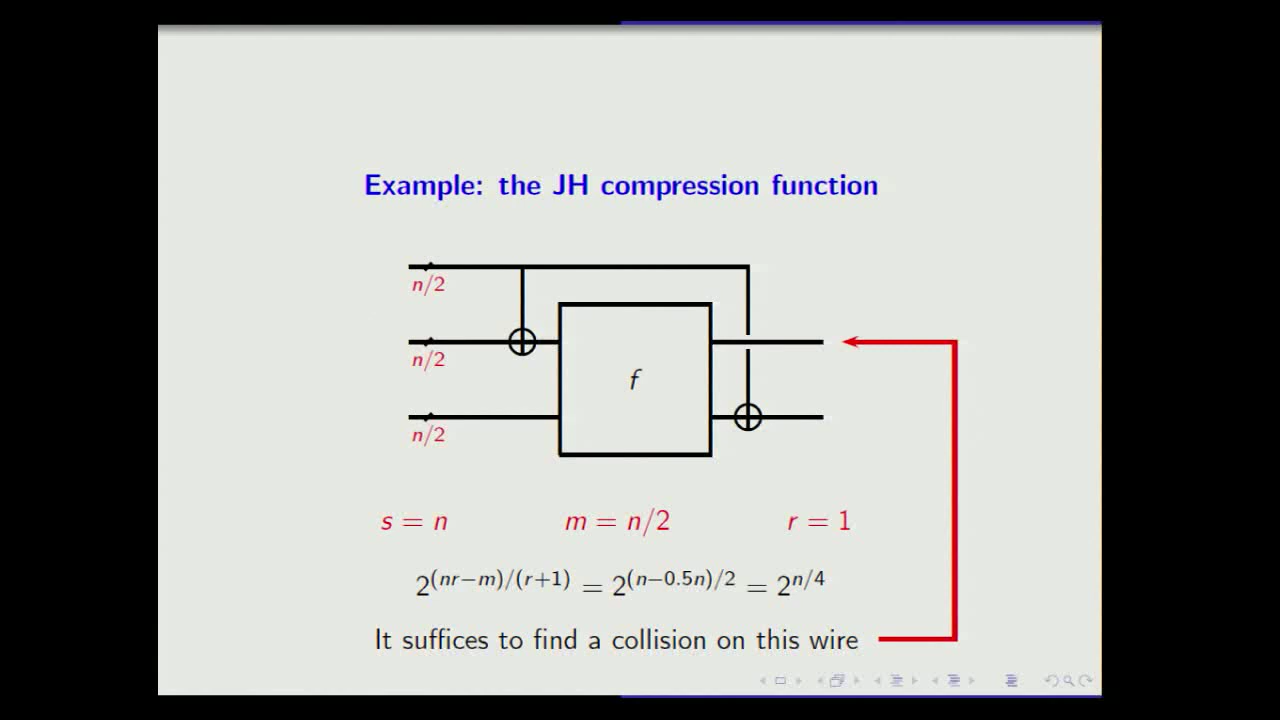 Example: the JH compression function
n/2
n/2
f
n/2
s = n m = n/2 r = 1
2^(nr−m)/(r+1) = 2^(n−0.5n)/2 = 2^n/4
It suffices to find a collision on this wire